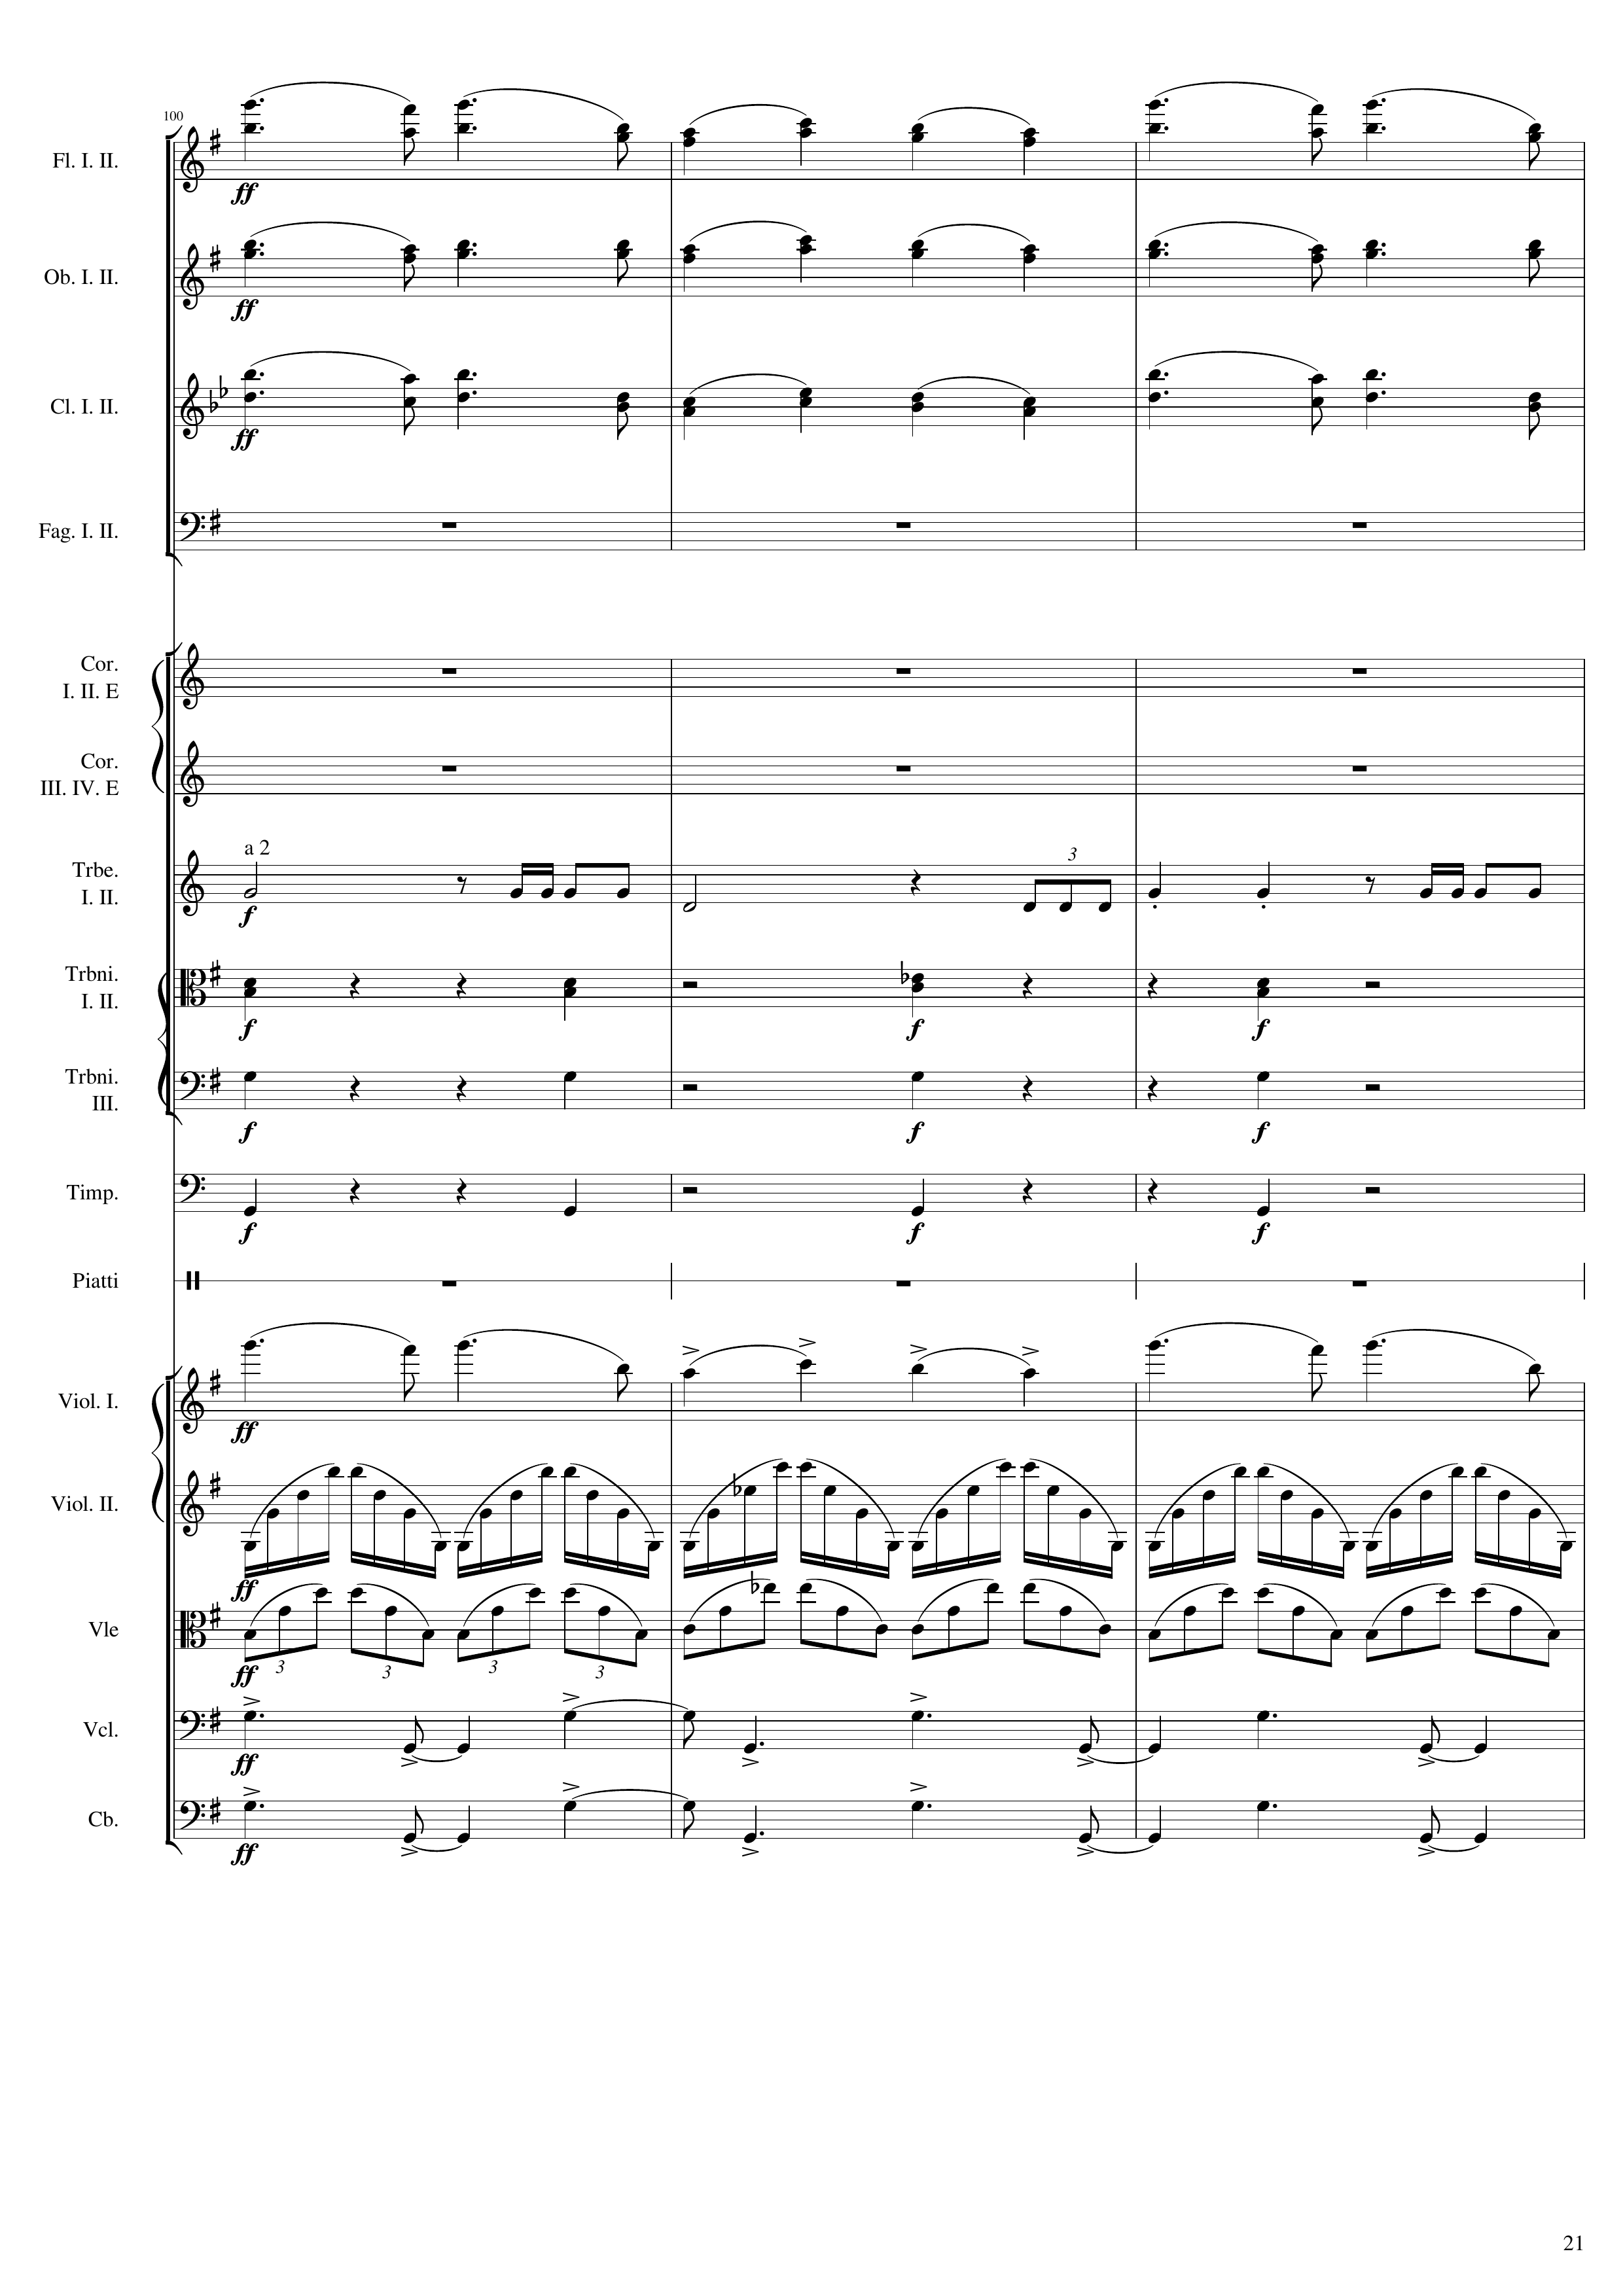 100
Fl. I. II.
ff
Ob. I. II.
ff
Cl. I. II.
ff
Fag. I. II.
Cor.
I. II. E
Cor.
III. IV. E
a 2
3
Trbe.
I. II.
f
Trbni.
I. II.
f f f
Trbni.
III.
f f f
Timp.
f f f
Piatti
Viol. I.
ff
Viol. II.
ff
Vle
3 3 3 3
ff
Vcl.
ff
Cb.
ff
21